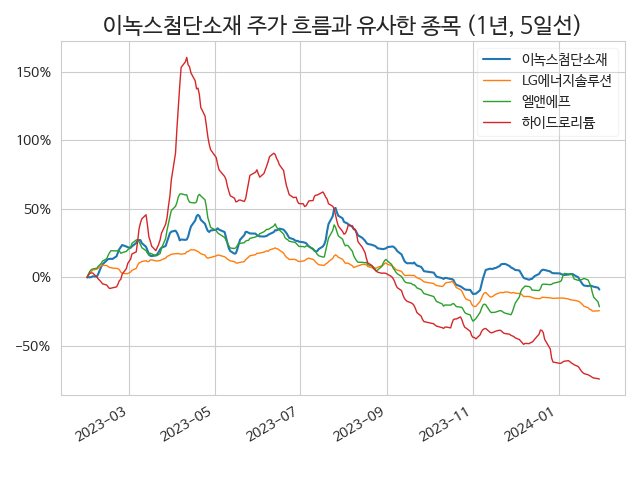 이녹스첨단소재 주가 흐름과 유사한 종목 (1년, 5일선)
이녹스첨단소재
LG에너지솔루션
엘앤에프
하이드로리튬
150%
100%
50%
0%
−50%
2023−03
2023−05
2023−07
2023−09
2023−11
2024−01